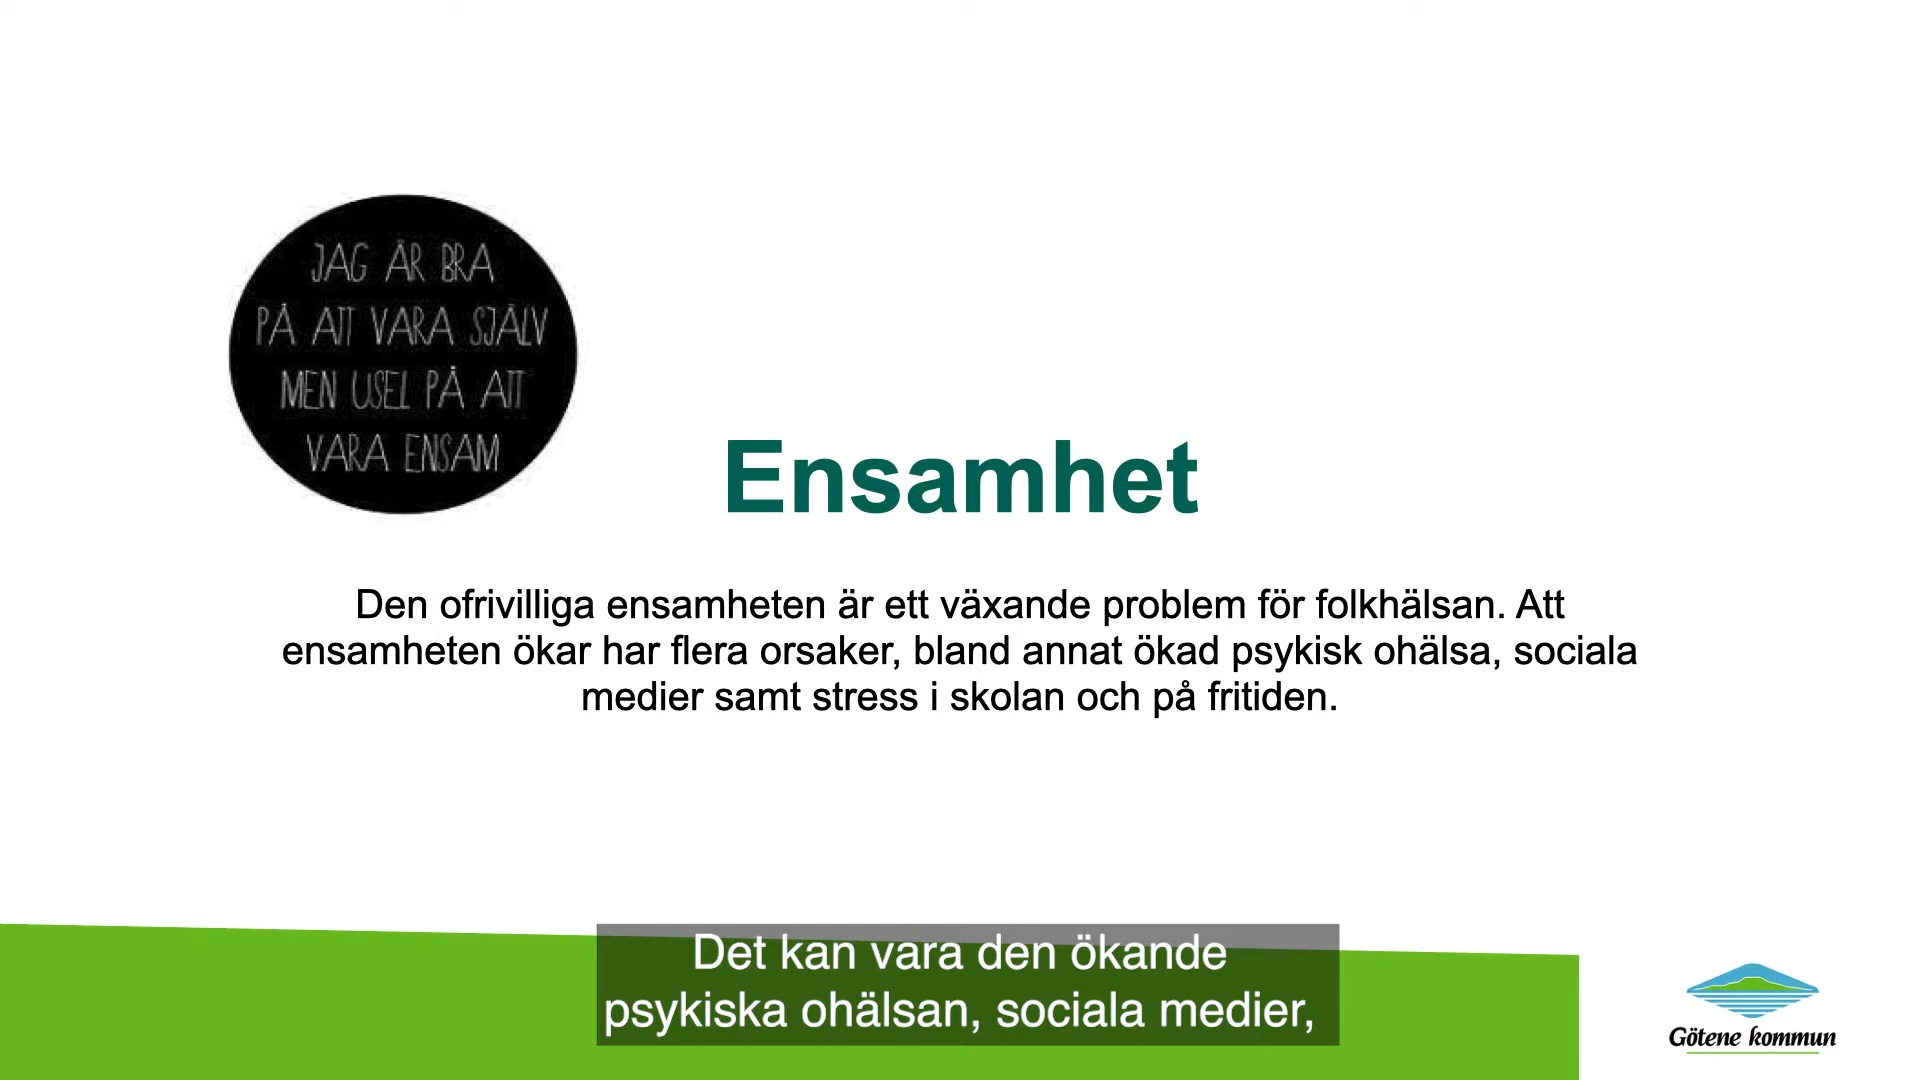 JAG ÄR BRA
PÅ ATT VARA SJÄLV
MEN USEL PÅ ATT
VARA ENSAM
Ensamhet
Den ofrivilliga ensamheten är ett växande problem för folkhälsan. Att
ensamheten ökar har flera orsaker, bland annat ökad psykisk ohälsa, sociala
medier samt stress i skolan och på fritiden.
Det kan vara den ökande
psykiska ohälsan, sociala medier,
Götene kommun